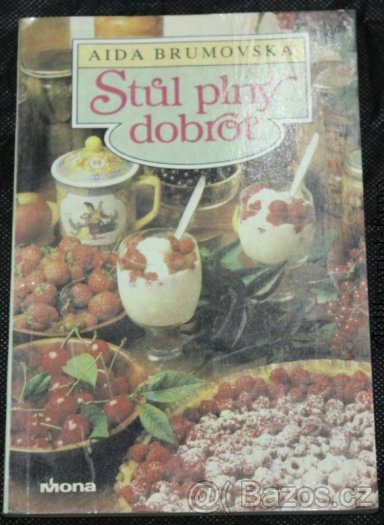 AIDA BRUMOVSKÁ
Stůl plný
dobrot
mona
@ Bazos.cz